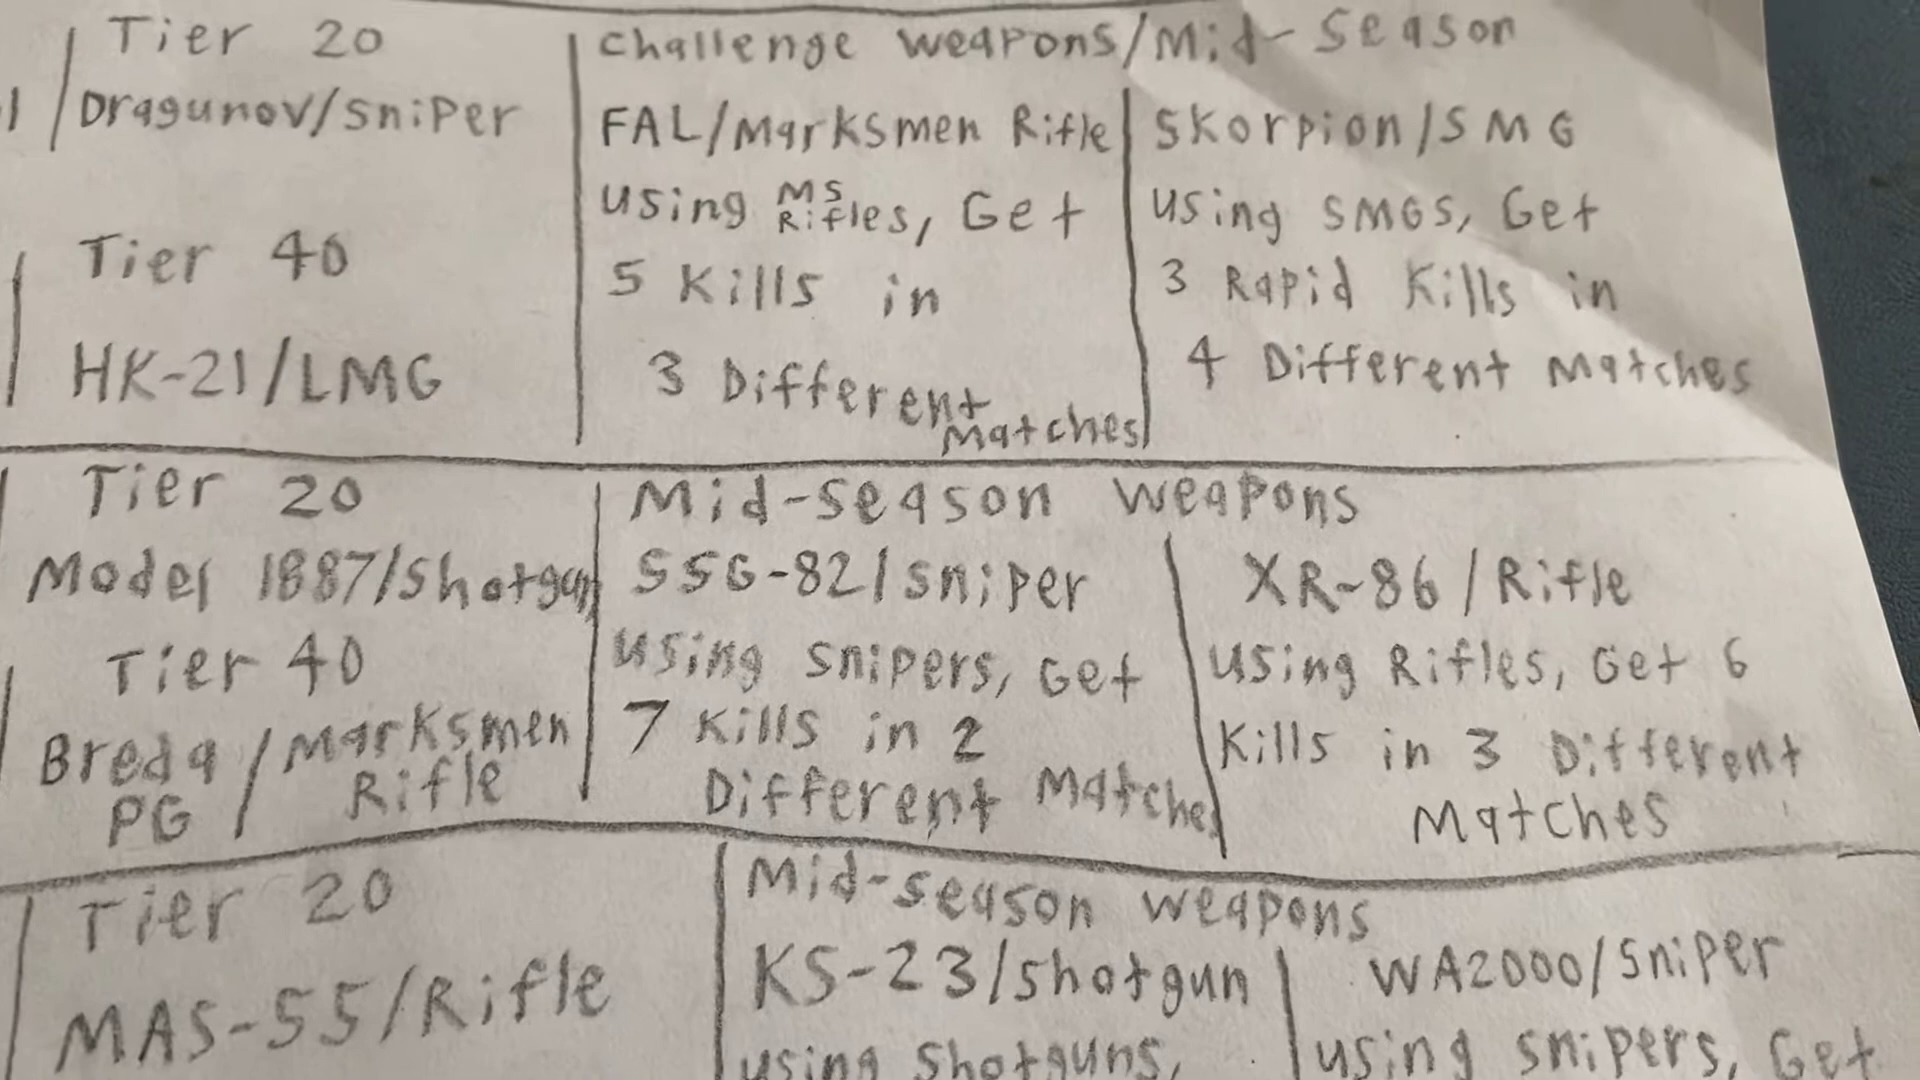 Tier 20
Dragunov/Sniper
Tier 40
HK-21/LMG
Challenge Weapons/Mid-Season
FAL/Marksmen Rifle
using MS Rifles, Get
5 Kills in
3 Different
Matches
Skorpion/SMG
using SMGS, Get
3 Rapid Kills in
4 Different Matches
Tier 20
Model 1887/Shotgun
Tier 40
Breda PG/Marksmen Rifle
Mid-Season Weapons
SSG-82/Sniper
using Snipers, Get
7 Kills in 2
Different Matches
XR-86/Rifle
using Rifles, Get 6
Kills in 3 Different
Matches
Tier 20
MAS-55/Rifle
Mid-Season Weapons
KS-23/Shotgun
using Shotguns,
WA2000/Sniper
using Snipers, Get